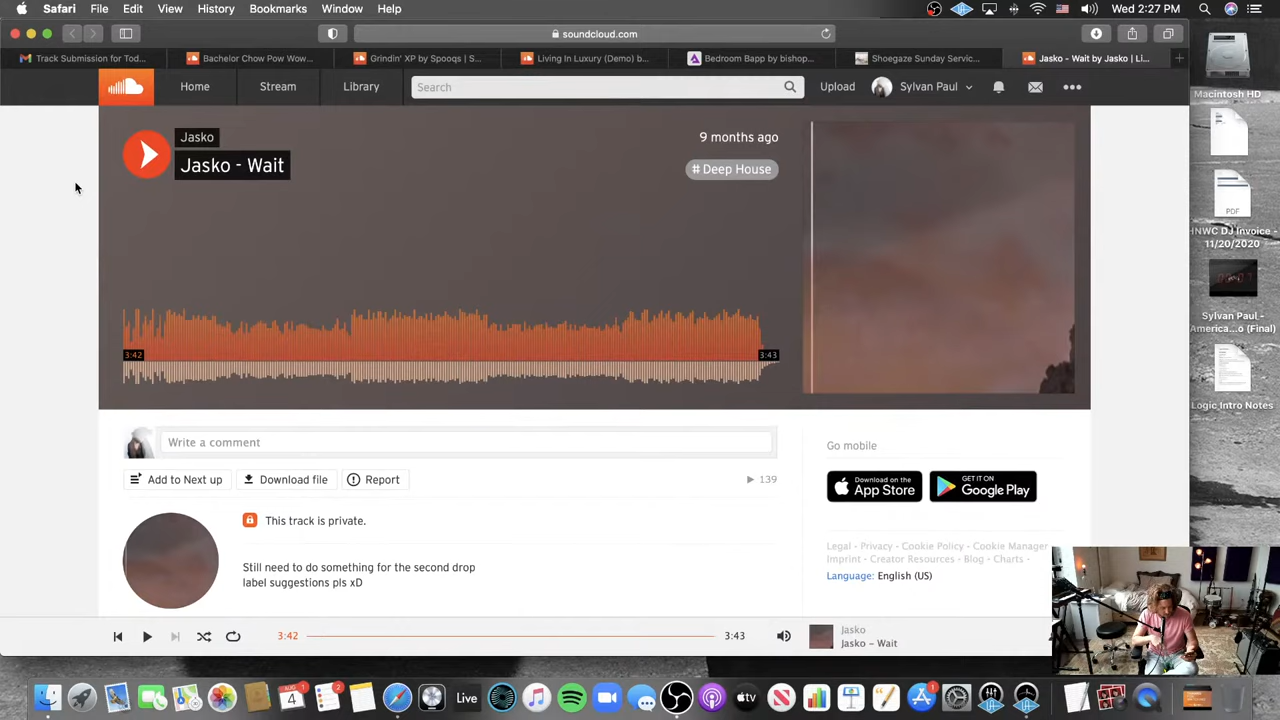 Safari File Edit View History Bookmarks Window Help Wed 2:27 PM
soundcloud.com
Track Submission for Tod... Bachelor Chow Pow Wow... Grindin' XP by Spooqs | S... Living In Luxury (Demo) b... Bedroom Bapp by bishop... Shoegaze Sunday Servic... Jasko - Wait by Jasko | Li...
Home Stream Library Search Upload Sylvan Paul
Macintosh HD
Jasko 9 months ago
Jasko - Wait # Deep House
PDF
HNWC DJ Invoice -
11/20/2020
Sylvan Paul -
America...o (Final)
3:42 3:43
Logic Intro Notes
Write a comment Go mobile
Add to Next up Download file Report 139
Download on the App Store GET IT ON Google Play
This track is private.
Legal - Privacy - Cookie Policy - Cookie Manager
Imprint - Creator Resources - Blog - Charts -
Still need to do something for the second drop
label suggestions pls xD
Language: English (US)
3:42 3:43 Jasko
Jasko – Wait
AUG 4 2 Live tv 1